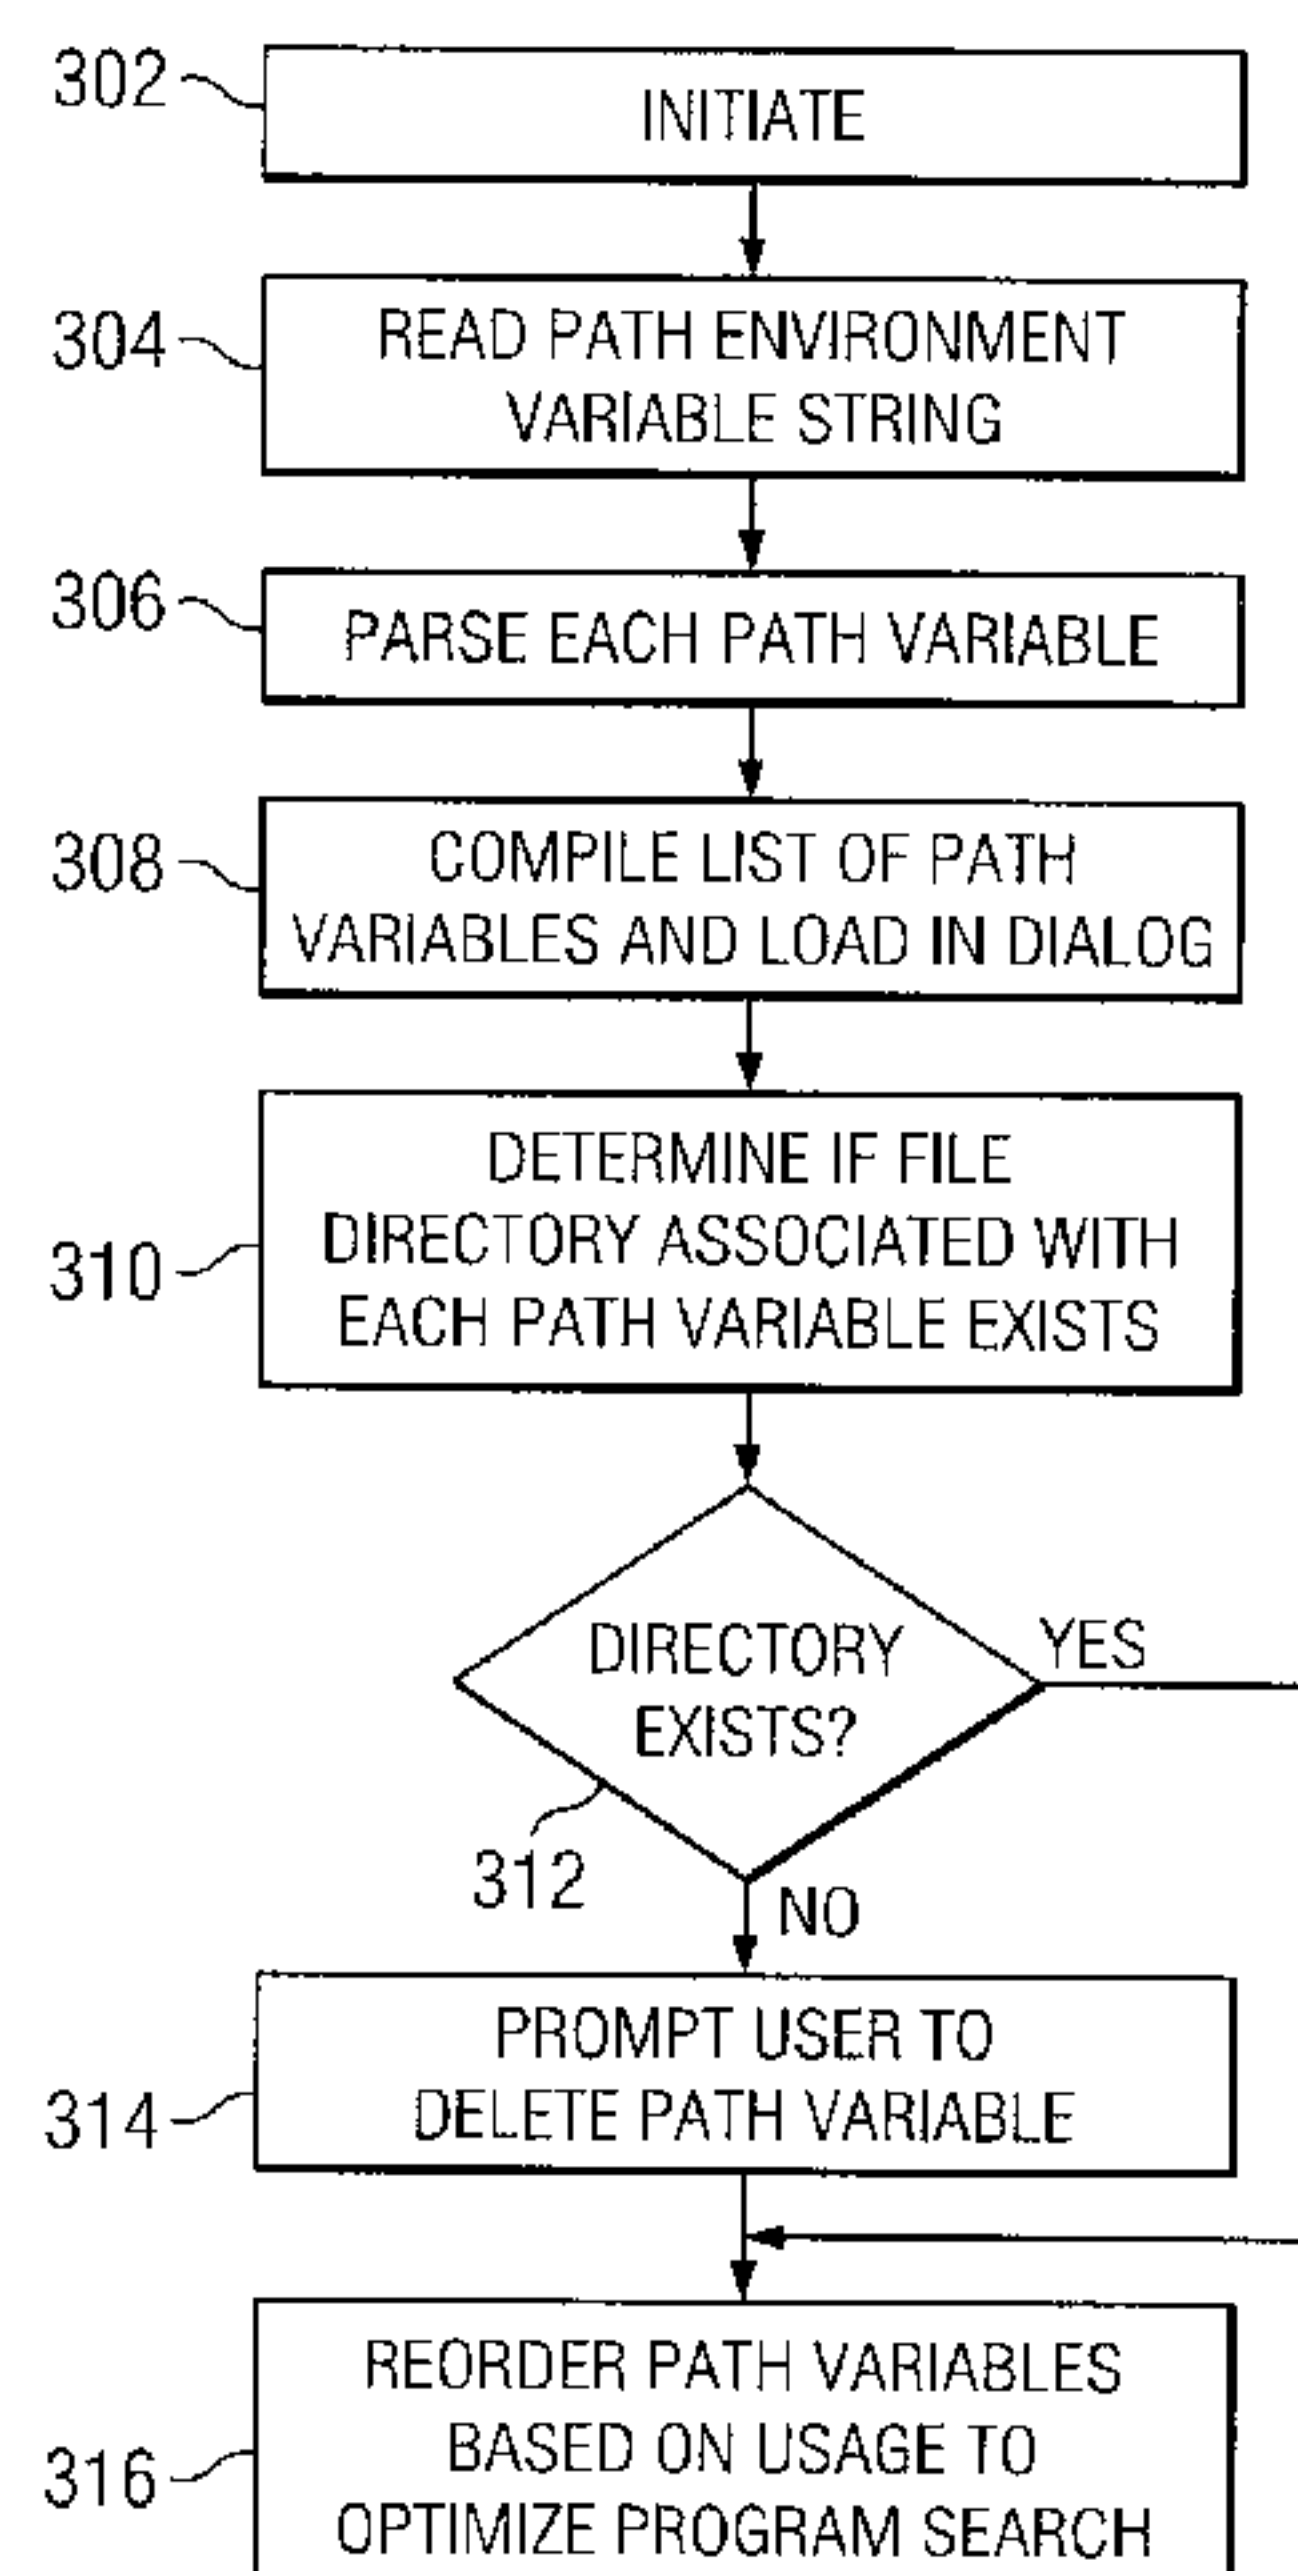 302
INITIATE
304
READ PATH ENVIRONMENT
VARIABLE STRING
306
PARSE EACH PATH VARIABLE
308
COMPILE LIST OF PATH
VARIABLES AND LOAD IN DIALOG
310
DETERMINE IF FILE
DIRECTORY ASSOCIATED WITH
EACH PATH VARIABLE EXISTS
DIRECTORY
EXISTS?
YES
312
NO
314
PROMPT USER TO
DELETE PATH VARIABLE
316
REORDER PATH VARIABLES
BASED ON USAGE TO
OPTIMIZE PROGRAM SEARCH